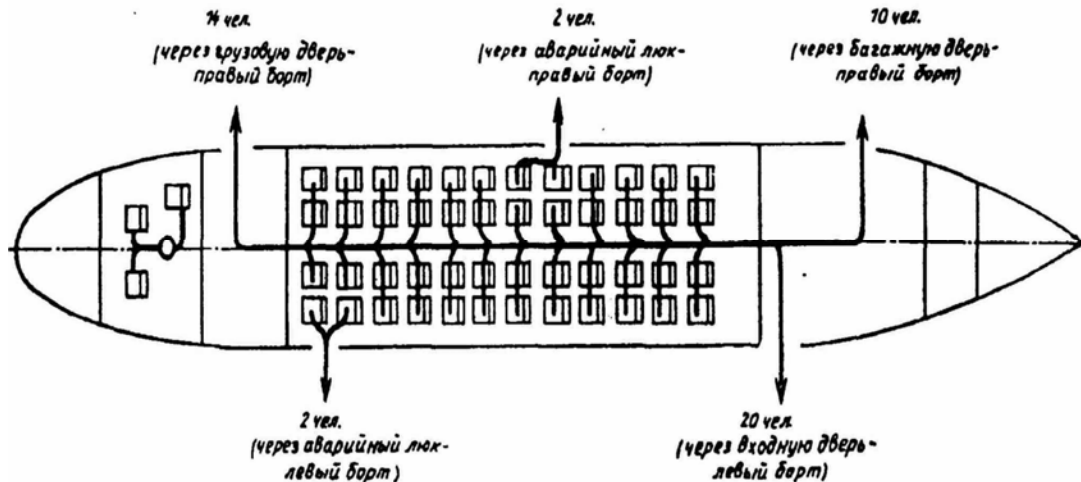 14 чел.
(через грузовую дверь-
правый борт)
2 чел.
(через аварийный люк-
правый борт)
10 чел.
(через багажную дверь-
правый борт)
2 чел.
(через аварийный люк-
левый борт)
20 чел.
(через входную дверь-
левый борт)